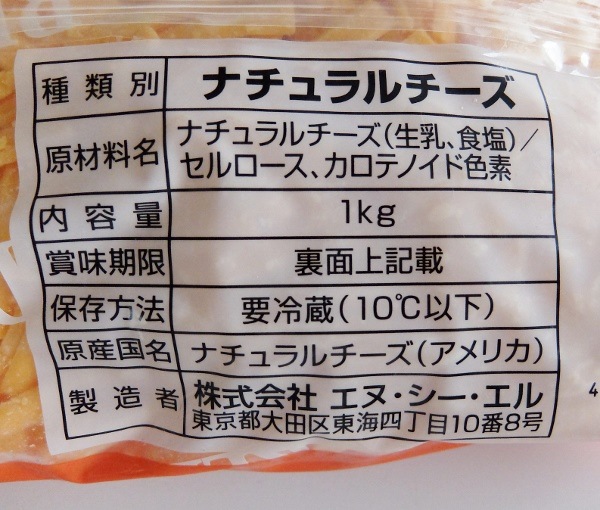 種類別 ナチュラルチーズ
原材料名 ナチュラルチーズ(生乳、食塩)/
セルロース、カロテノイド色素
内容量 1kg
賞味期限 裏面上記載
保存方法 要冷蔵(10℃以下)
原産国名 ナチュラルチーズ(アメリカ)
製造者 株式会社 エヌ・シー・エル
東京都大田区東海四丁目10番8号
4